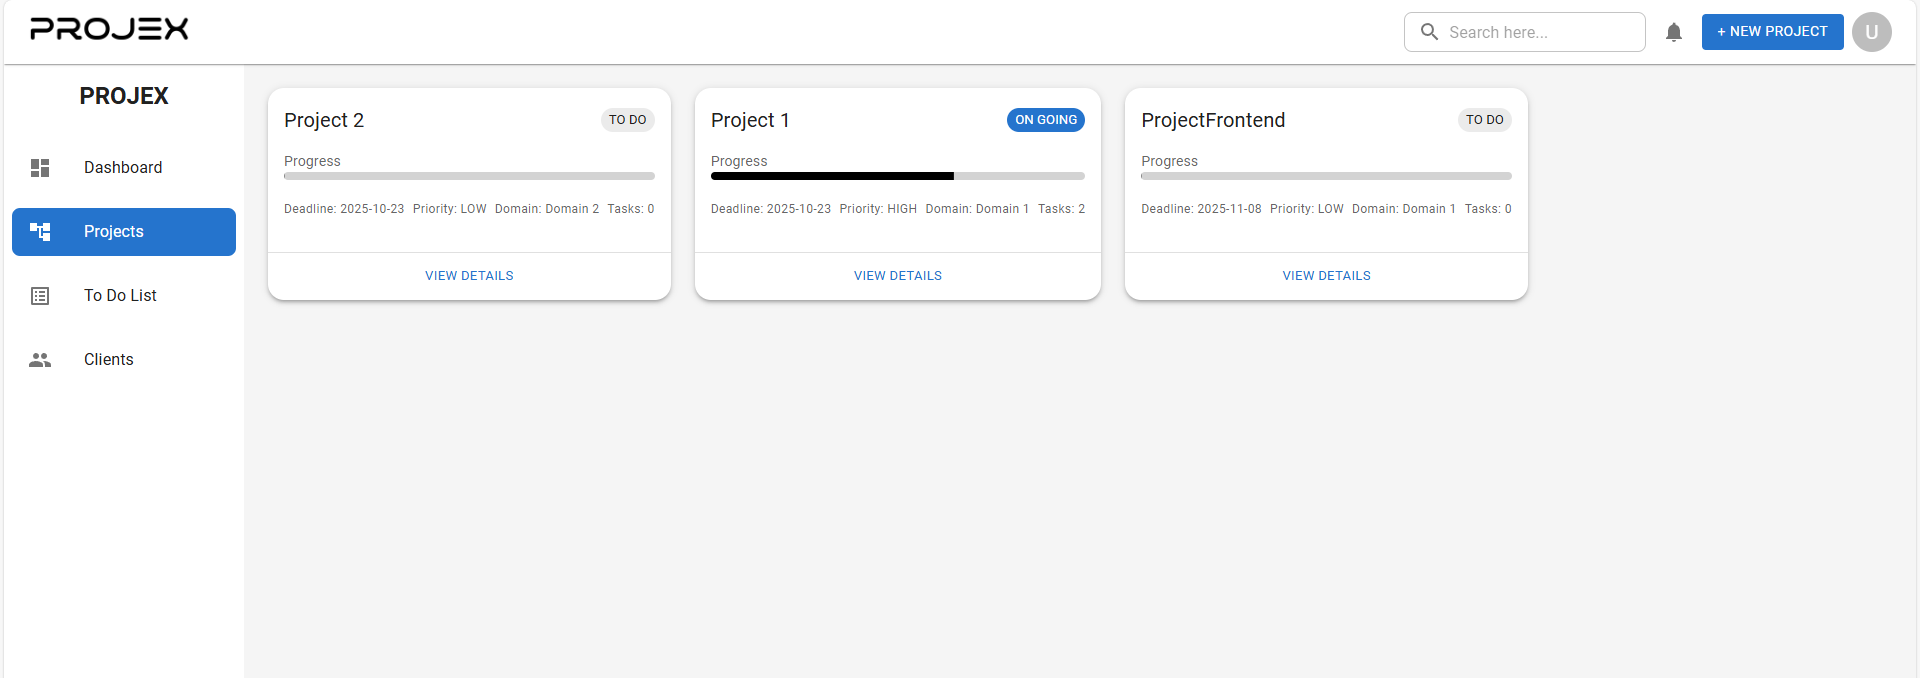 PROJEX
Search here...
+ NEW PROJECT
U
PROJEX
Dashboard
Projects
To Do List
Clients
Project 2
TO DO
Progress
Deadline: 2025-10-23 Priority: LOW Domain: Domain 2 Tasks: 0
VIEW DETAILS
Project 1
ON GOING
Progress
Deadline: 2025-10-23 Priority: HIGH Domain: Domain 1 Tasks: 2
VIEW DETAILS
ProjectFrontend
TO DO
Progress
Deadline: 2025-11-08 Priority: LOW Domain: Domain 1 Tasks: 0
VIEW DETAILS